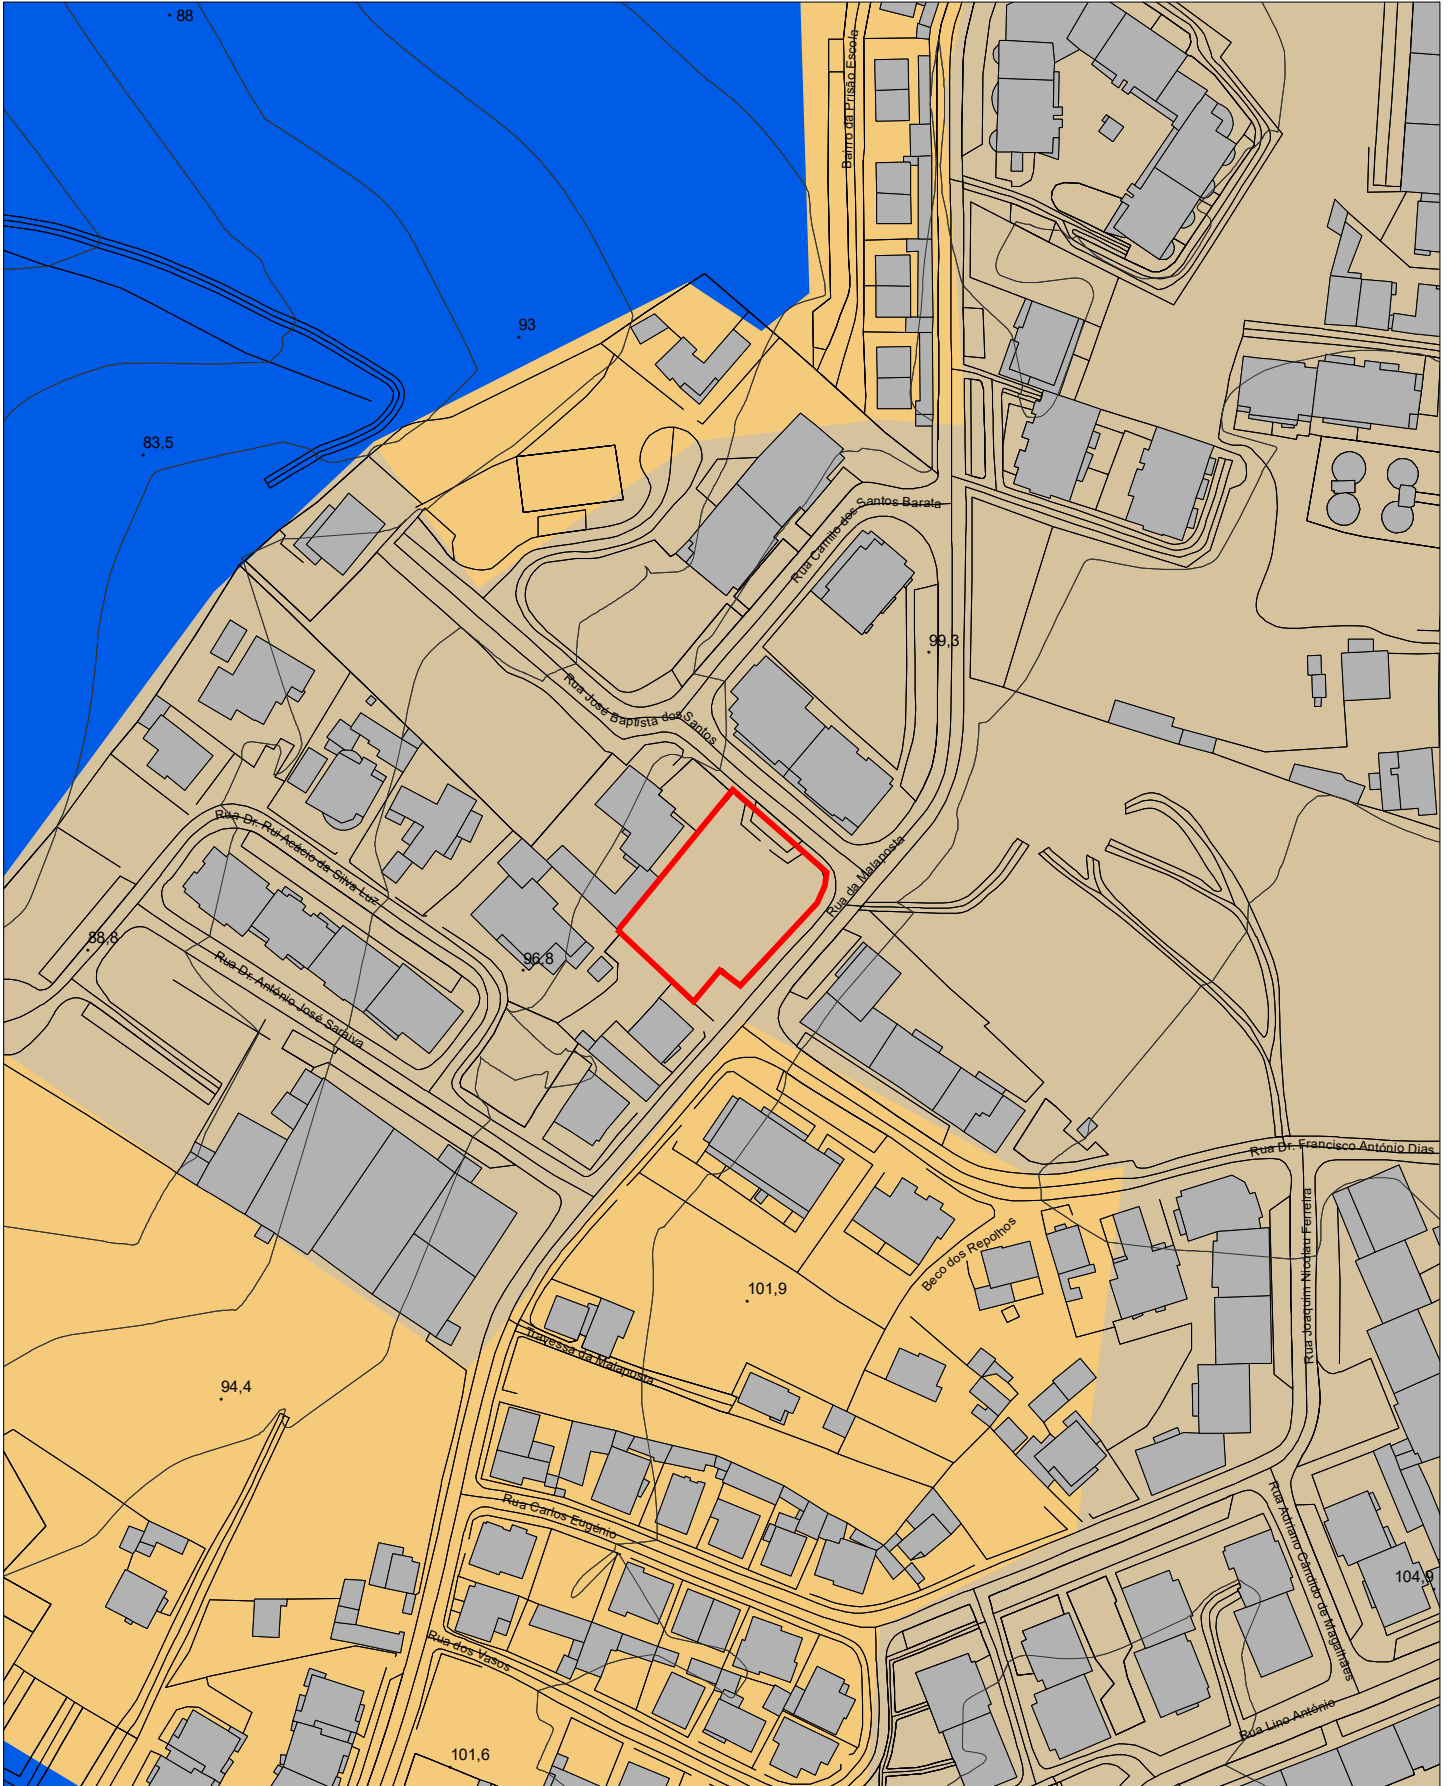 88
Bairro da Prisão Escola
93
83,5
Santos Barata
Rua Camilo dos
99,3
Rua José Baptista dos Santos
Rua Dr. Rui Acácio da Silva Luz
Rua da Malaposta
88,8
96,8
Rua Dr. António José Saraiva
Rua Dr. Francisco António Dias
Rua Joaquim Nicolau Ferreira
Beco dos Repolhos
101,9
Travessa da Malaposta
94,4
Rua Carlos Eugénio
Rua Adriano Cândido de Magalhães
104,9
Rua dos Vasos
Rua Lino António
101,6